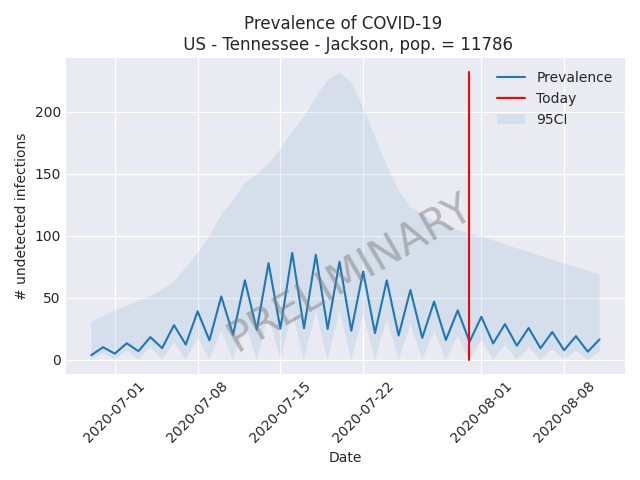 Prevalence of COVID-19
US - Tennessee - Jackson, pop. = 11786
# undetected infections
200
150
100
50
0
Prevalence
Today
95CI
PRELIMINARY
2020-07-01
2020-07-08
2020-07-15
2020-07-22
2020-08-01
2020-08-08
Date